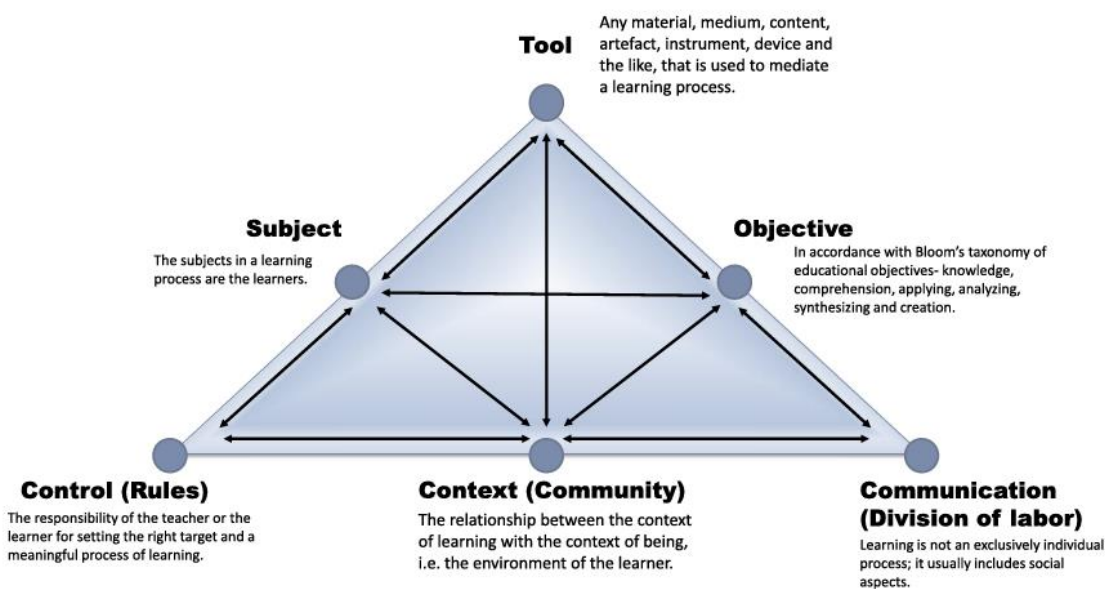 Tool
Any material, medium, content,
artefact, instrument, device and
the like, that is used to mediate
a learning process.
Subject
The subjects in a learning
process are the learners.
Objective
In accordance with Bloom's taxonomy of
educational objectives- knowledge,
comprehension, applying, analyzing,
synthesizing and creation.
Control (Rules)
The responsibility of the teacher or the
learner for setting the right target and a
meaningful process of learning.
Context (Community)
The relationship between the context
of learning with the context of being,
i.e. the environment of the learner.
Communication
(Division of labor)
Learning is not an exclusively individual
process; it usually includes social
aspects.